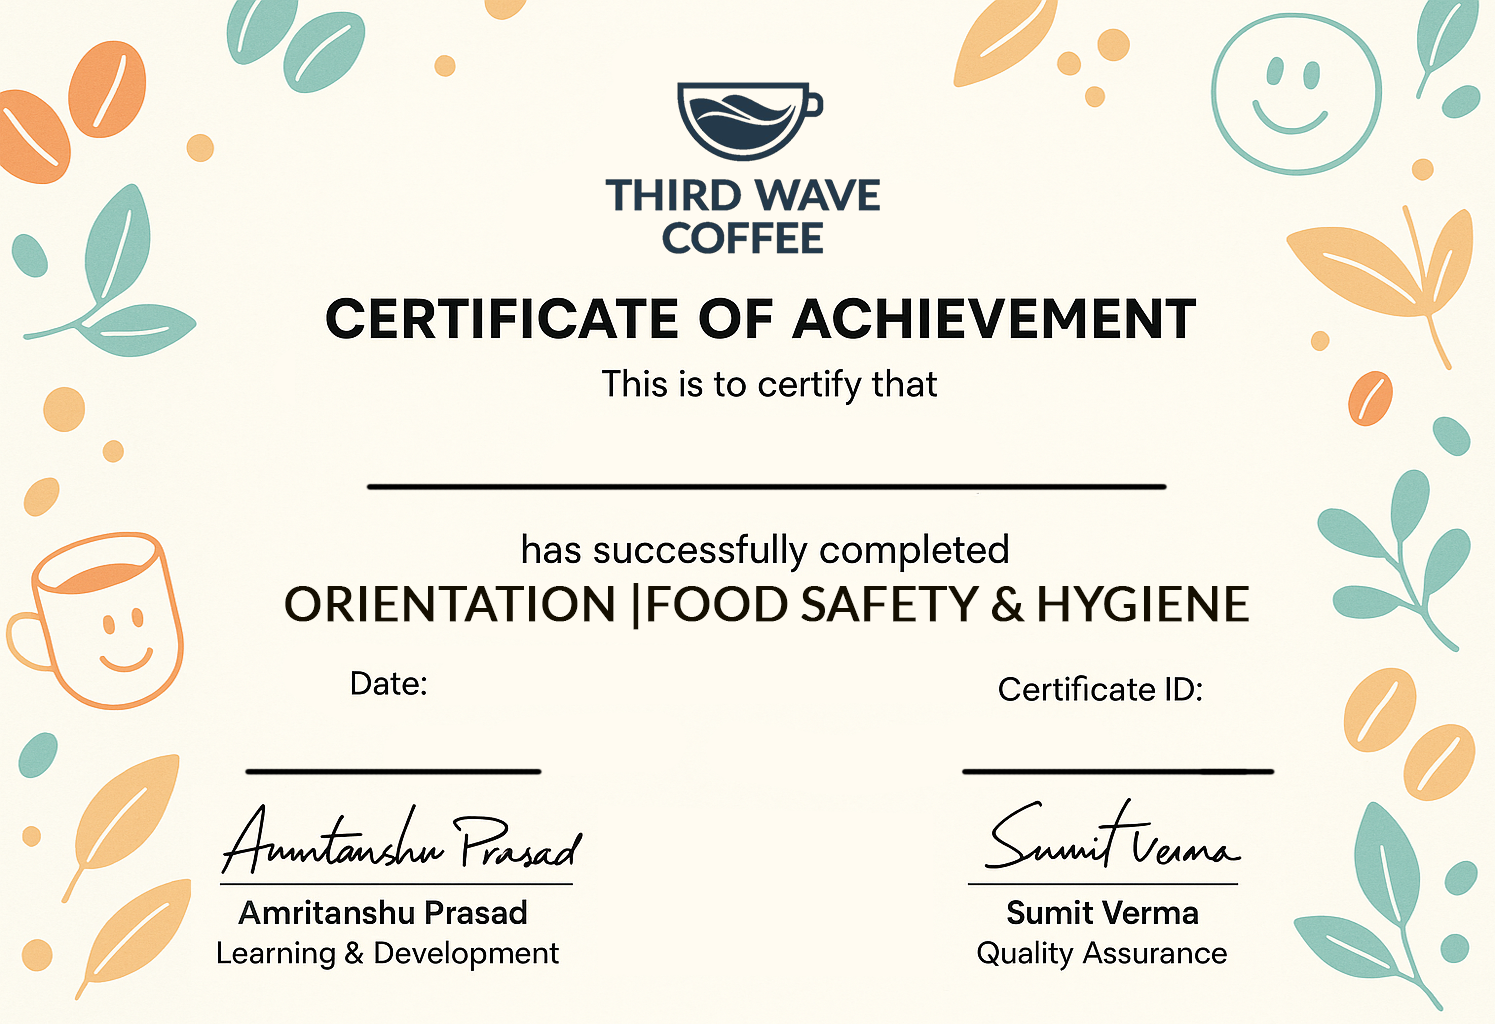 THIRD WAVE
COFFEE
CERTIFICATE OF ACHIEVEMENT
This is to certify that
has successfully completed
ORIENTATION |FOOD SAFETY & HYGIENE
Date:
Certificate ID:
Amritanshu Prasad
Sumit Verma
Amritanshu Prasad
Sumit Verma
Learning & Development
Quality Assurance